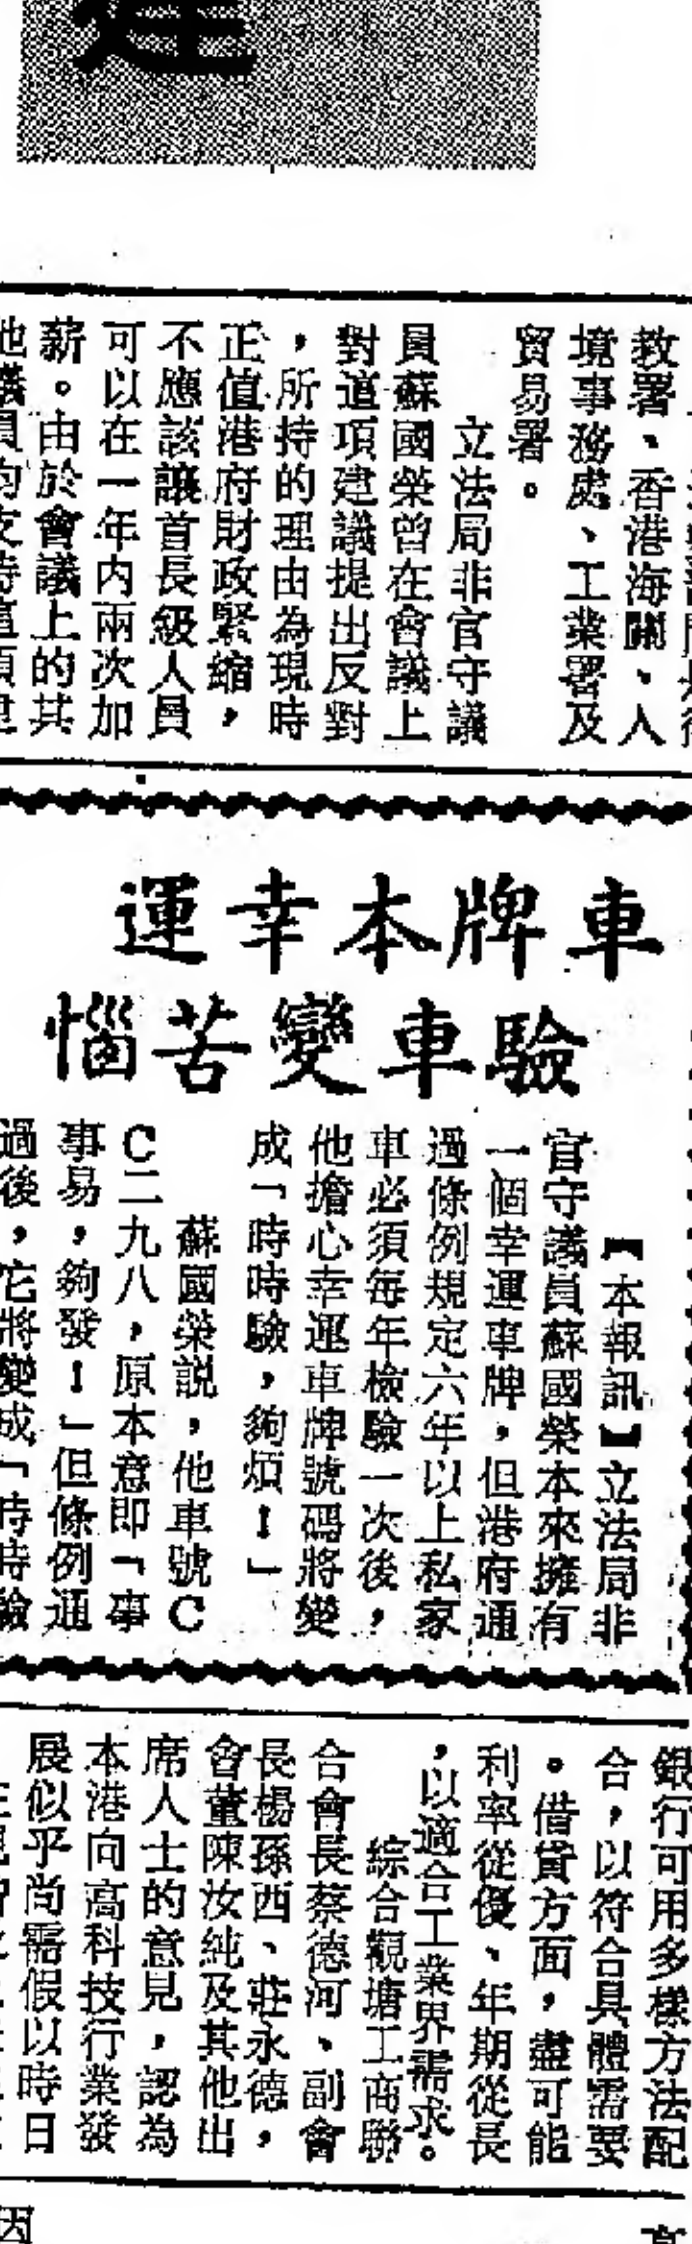 教署、香港海關、人
境事務處、工業署及
貿易署。
立法局非官守議
員蘇國榮曾在會議上
對這項建議提出反對
，所持的理由為現時
正值港府財政緊縮，
不應該讓首長級人員
可以在一年內兩次加
薪。由於會議上的其
他議員均支持這項建
車牌本幸運
驗車變苦惱
【本報訊】立法局非
官守議員蘇國榮本來擁有
一個幸運車牌，但港府通
過條例規定六年以上私家
車必須每年檢驗一次後，
他擔心幸運車牌號碼將變
成「時時驗，夠煩！」
蘇國榮説，他車號C
C二九八，原本意即「事
事易，夠發！」但條例通
過後，它將變成「時時驗
銀行可用多樣方法配
合，以符合具體需要
。借貸方面，盡可能
利率從優、年期從長
，以適合工業界需求。
綜合觀塘工商聯
合會長蔡德河、副會
長楊孫西、莊永德，
會董陳汝純及其他出
席人士的意見，認為
本港向高科技行業發
展似乎尚需假以時日
因